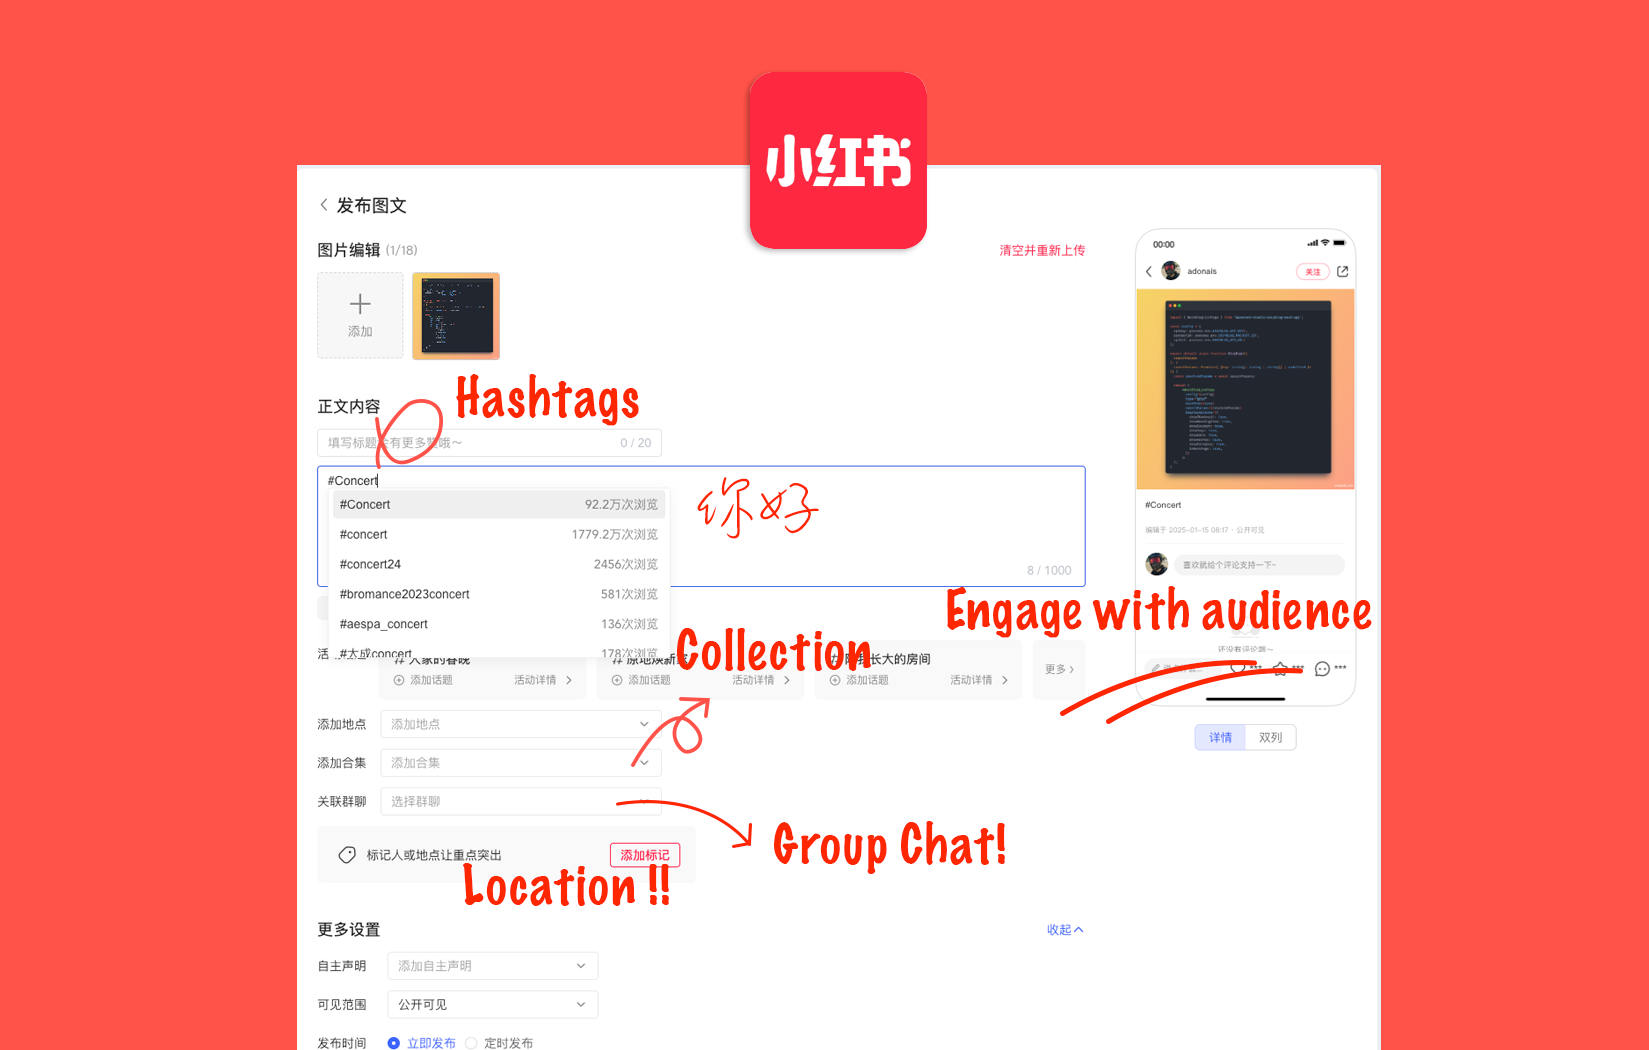 小红书
发布图文
图片编辑 (1/18)
清空并重新上传
添加
Hashtags
正文内容
填写标题会有更多赞哦～
0 / 20
#Concert
#Concert 92.2万次浏览
#concert 1779.2万次浏览
#concert24 2456次浏览
#bromance2023concert 581次浏览
#aespa_concert 136次浏览
#大成concert 178次浏览
你好
8 / 1000
Collection
# 大家的春晚
添加话题 活动详情
添加话题 活动详情
长大的房间
添加话题 活动详情
更多
添加地点 添加地点
添加合集 添加合集
关联群聊 选择群聊
Group Chat!
标记人或地点让重点突出
添加标记
Location !!
更多设置
收起
自主声明 添加自主声明
可见范围 公开可见
发布时间 立即发布 定时发布
00:00
adonais
关注
#Concert
编辑于 2025-01-15 08:17 · 公开可见
喜欢就给个评论支持一下~
Engage with audience
还没有评论哦~
详情 双列